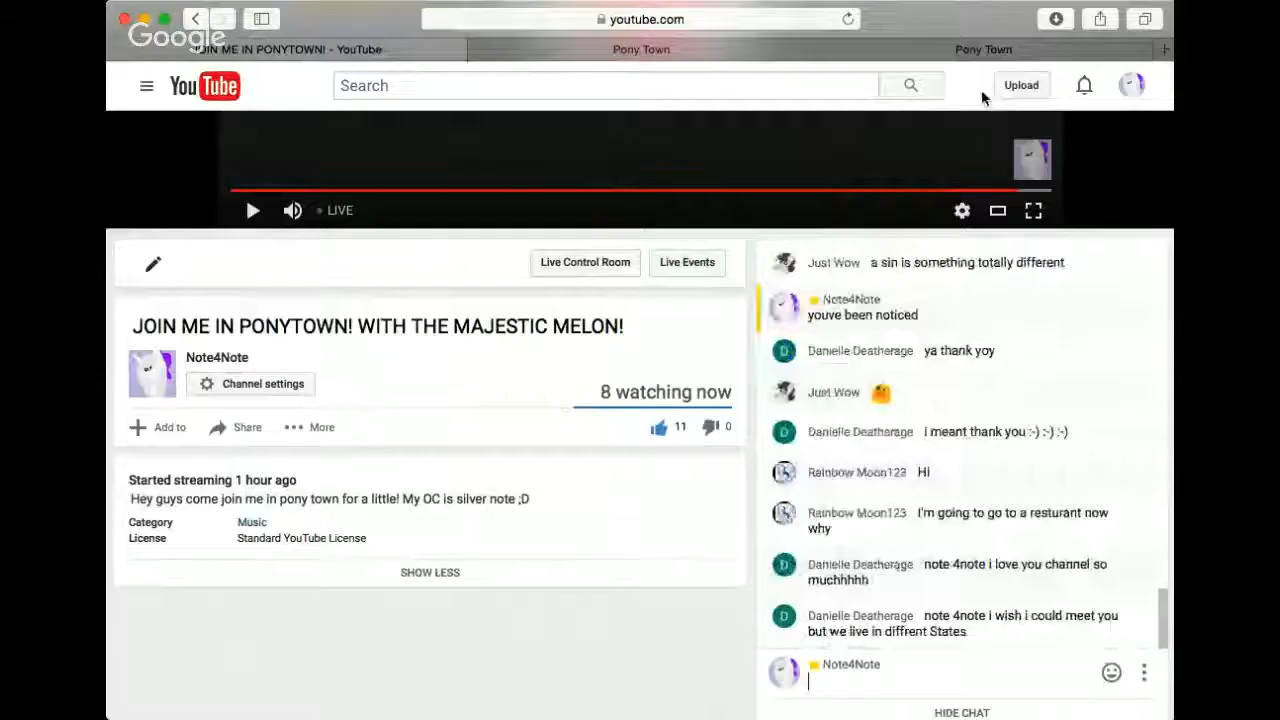 youtube.com
Google
JOIN ME IN PONYTOWN! - YouTube
Pony Town
Pony Town
YouTube
Search
Upload
LIVE
Live Control Room
Live Events
JOIN ME IN PONYTOWN! WITH THE MAJESTIC MELON!
Note4Note
Channel settings
8 watching now
Add to
Share
More
11
0
Started streaming 1 hour ago
Hey guys come join me in pony town for a little! My OC is silver note ;D
Category Music
License Standard YouTube License
SHOW LESS
Just Wow a sin is something totally different
Note4Note
youve been noticed
Danielle Deatherage ya thank yoy
Just Wow
Danielle Deatherage i meant thank you :-) :-) :-)
Rainbow Moon123 Hi
Rainbow Moon123 I'm going to go to a resturant now
why
Danielle Deatherage note 4note i love you channel so
muchhhhh
Danielle Deatherage note 4note i wish i could meet you
but we live in diffrent States
Note4Note
HIDE CHAT